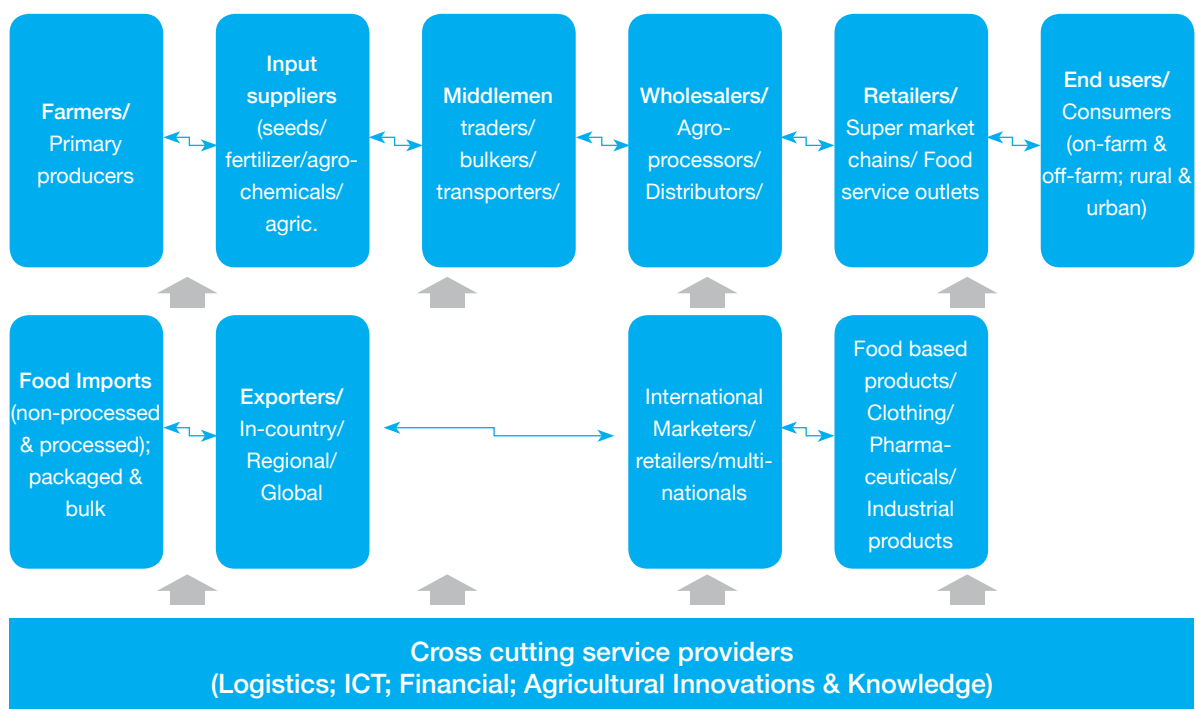 Farmers/
Primary
producers
Input
suppliers
(seeds/
fertilizer/agro-
chemicals/
agric.
Middlemen
traders/
bulkers/
transporters/
Wholesalers/
Agro-
processors/
Distributors/
Retailers/
Super market
chains/ Food
service outlets
End users/
Consumers
(on-farm &
off-farm; rural &
urban)
Food Imports
(non-processed
& processed);
packaged &
bulk
Exporters/
In-country/
Regional/
Global
International
Marketers/
retailers/multi-
nationals
Food based
products/
Clothing/
Pharma-
ceuticals/
Industrial
products
Cross cutting service providers
(Logistics; ICT; Financial; Agricultural Innovations & Knowledge)